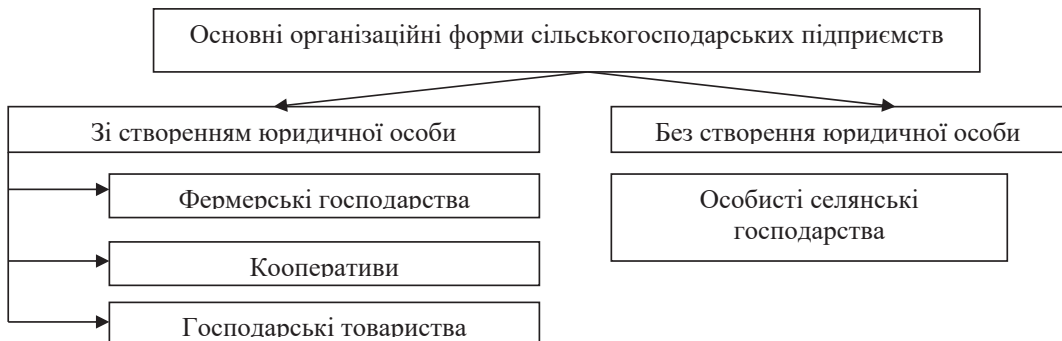 Основні організаційні форми сільськогосподарських підприємств
Зі створенням юридичної особи
Без створення юридичної особи
Фермерські господарства
Особисті селянські
господарства
Кооперативи
Господарські товариства